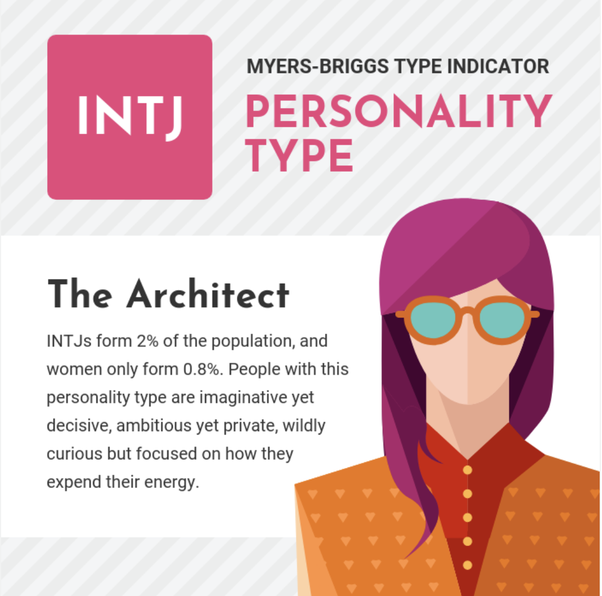 INTJ
MYERS-BRIGGS TYPE INDICATOR
PERSONALITY
TYPE
The Architect
INTJs form 2% of the population, and
women only form 0.8%. People with this
personality type are imaginative yet
decisive, ambitious yet private, wildly
curious but focused on how they
expend their energy.